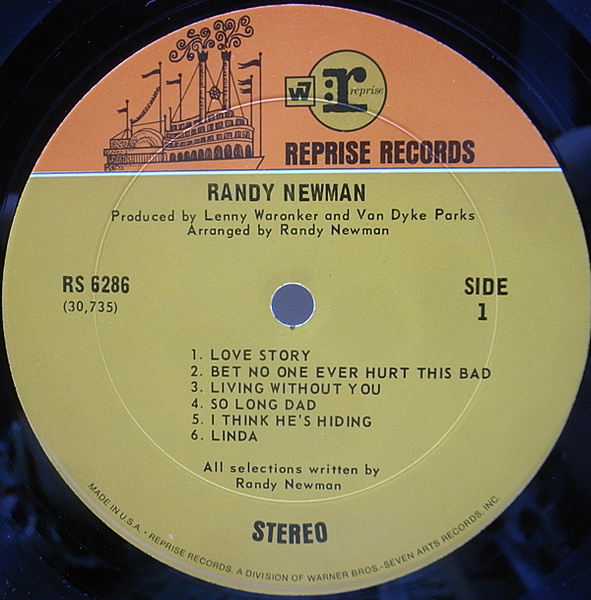 W7 r reprise
REPRISE RECORDS
RANDY NEWMAN
Produced by Lenny Waronker and Van Dyke Parks
Arranged by Randy Newman
RS 6286
(30,735)
SIDE
1
1. LOVE STORY
2. BET NO ONE EVER HURT THIS BAD
3. LIVING WITHOUT YOU
4. SO LONG DAD
5. I THINK HE'S HIDING
6. LINDA
All selections written by
Randy Newman
STEREO
MADE IN U.S.A. • REPRISE RECORDS, A DIVISION OF WARNER BROS.-SEVEN ARTS RECORDS, INC.